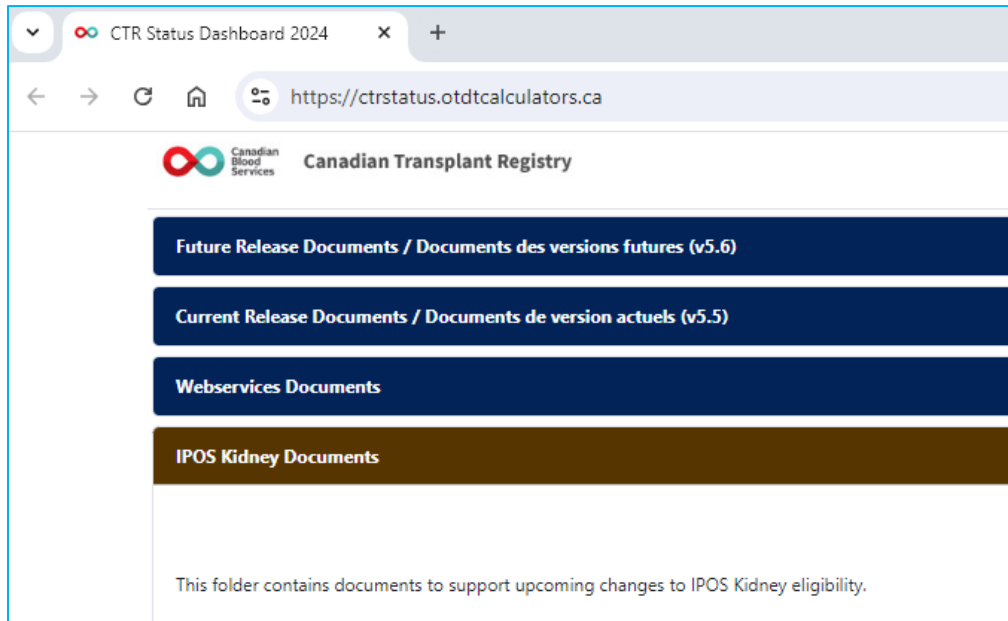 CTR Status Dashboard 2024
https://ctrstatus.otdtcalculators.ca
Canadian
Blood
Services
Canadian Transplant Registry
Future Release Documents / Documents des versions futures (v5.6)
Current Release Documents / Documents de version actuels (v5.5)
Webservices Documents
IPOS Kidney Documents
This folder contains documents to support upcoming changes to IPOS Kidney eligibility.